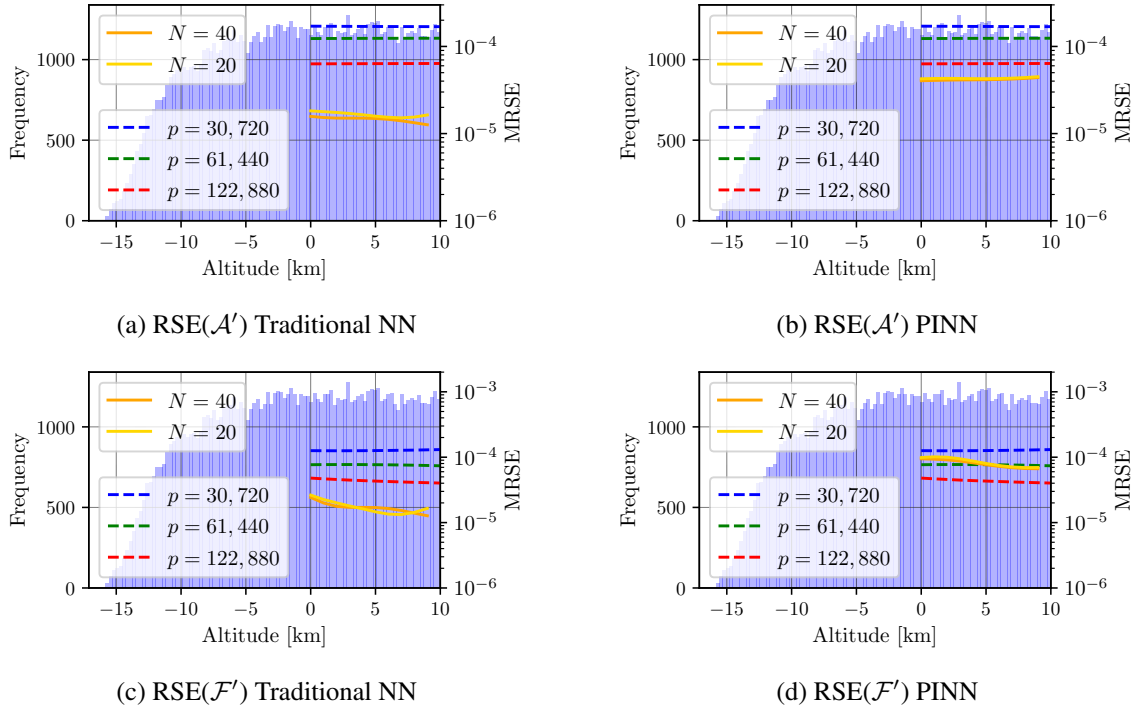 Frequency
1000
500
0
N = 40
N = 20
p = 30, 720
p = 61, 440
p = 122, 880
10⁻⁴
10⁻⁵
10⁻⁶
MRSE
−15 −10 −5 0 5 10
Altitude [km]
(a) RSE(𝒜′) Traditional NN
Frequency
1000
500
0
N = 40
N = 20
p = 30, 720
p = 61, 440
p = 122, 880
10⁻⁴
10⁻⁵
10⁻⁶
MRSE
−15 −10 −5 0 5 10
Altitude [km]
(b) RSE(𝒜′) PINN
Frequency
1000
500
0
N = 40
N = 20
p = 30, 720
p = 61, 440
p = 122, 880
10⁻³
10⁻⁴
10⁻⁵
10⁻⁶
MRSE
−15 −10 −5 0 5 10
Altitude [km]
(c) RSE(ℱ′) Traditional NN
Frequency
1000
500
0
N = 40
N = 20
p = 30, 720
p = 61, 440
p = 122, 880
10⁻³
10⁻⁴
10⁻⁵
10⁻⁶
MRSE
−15 −10 −5 0 5 10
Altitude [km]
(d) RSE(ℱ′) PINN